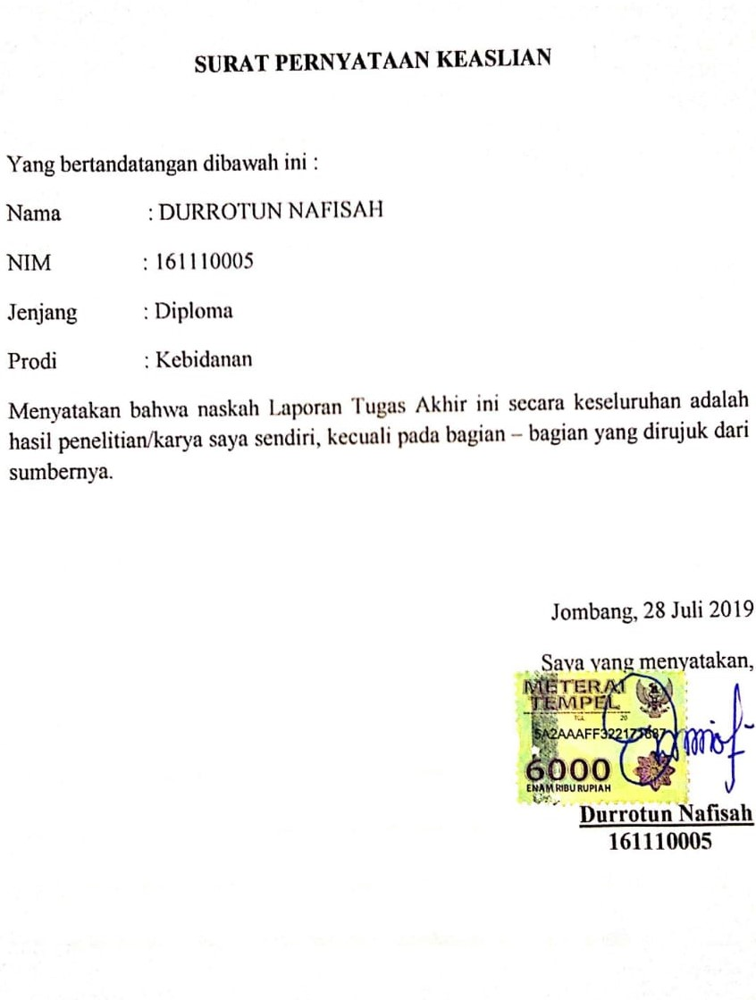 SURAT PERNYATAAN KEASLIAN
Yang bertandatangan dibawah ini :
Nama : DURROTUN NAFISAH
NIM : 161110005
Jenjang : Diploma
Prodi : Kebidanan
Menyatakan bahwa naskah Laporan Tugas Akhir ini secara keseluruhan adalah
hasil penelitian/karya saya sendiri, kecuali pada bagian – bagian yang dirujuk dari
sumbernya.
Jombang, 28 Juli 2019
Saya yang menyatakan,
METERAI
TEMPEL
TGL 20
6000
ENAM RIBU RUPIAH
Durrotun Nafisah
161110005